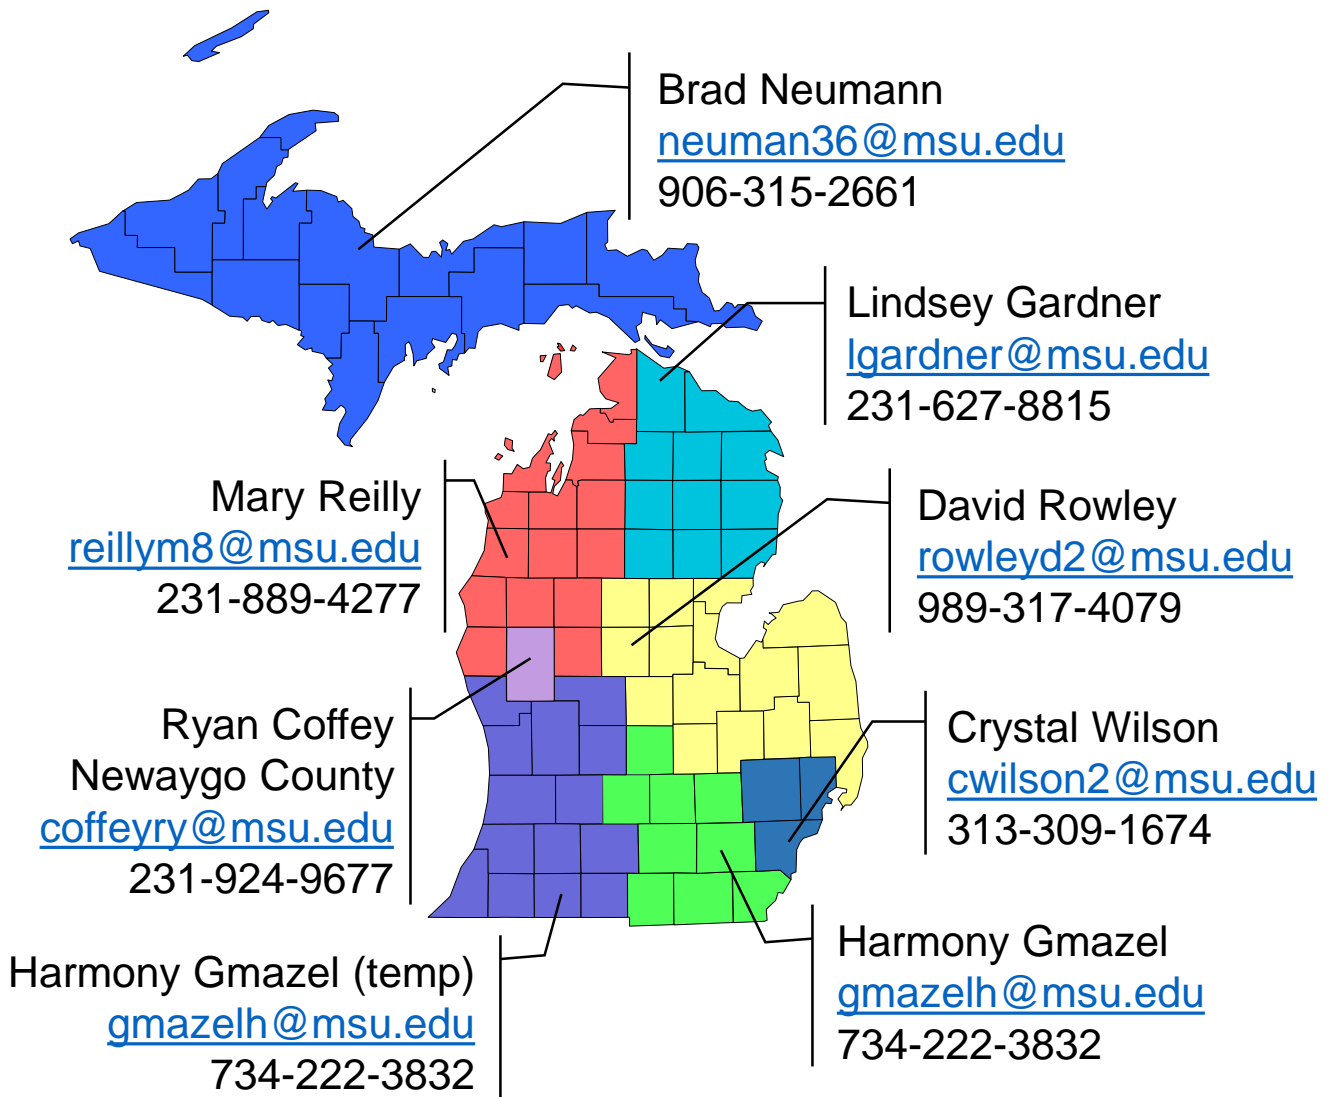 Brad Neumann
neuman36@msu.edu
906-315-2661
Lindsey Gardner
lgardner@msu.edu
231-627-8815
Mary Reilly
reillym8@msu.edu
231-889-4277
David Rowley
rowleyd2@msu.edu
989-317-4079
Ryan Coffey
Newaygo County
coffeyry@msu.edu
231-924-9677
Crystal Wilson
cwilson2@msu.edu
313-309-1674
Harmony Gmazel (temp)
gmazelh@msu.edu
734-222-3832
Harmony Gmazel
gmazelh@msu.edu
734-222-3832